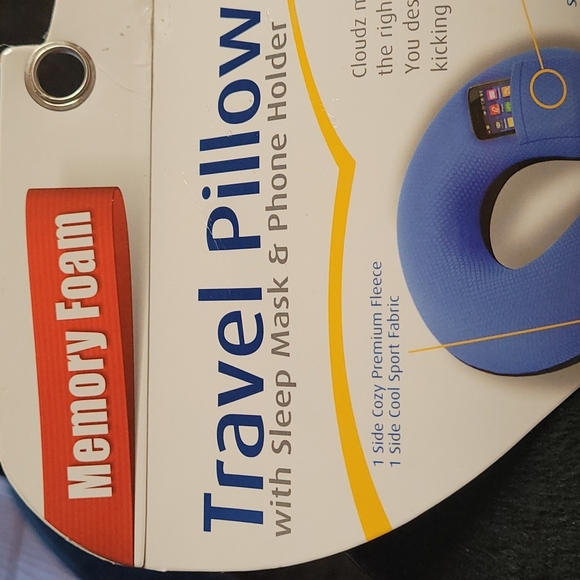 Memory Foam
Travel Pillow
with Sleep Mask & Phone Holder
Cloudz
the righ
You des
kicking
1 Side Cozy Premium Fleece
1 Side Cool Sport Fabric